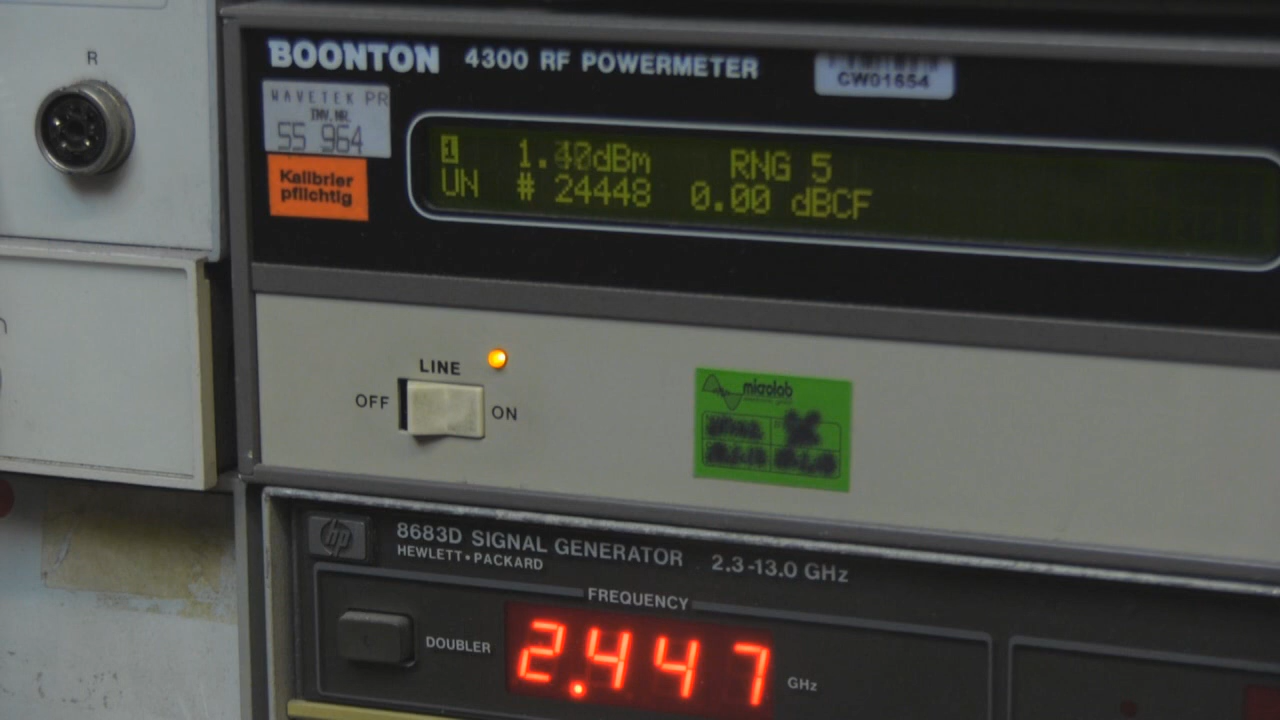 R
BOONTON 4300 RF POWERMETER
CW01654
WAVETEK PR
INV.NR.
SS 964
Kalibrier
pflichtig
1 1.40dBm RNG 5
UN # 24448 0.00 dBCF
LINE
OFF ON
microlab
hp
8683D SIGNAL GENERATOR 2.3-13.0 GHz
HEWLETT•PACKARD
FREQUENCY
DOUBLER 2.447 GHz